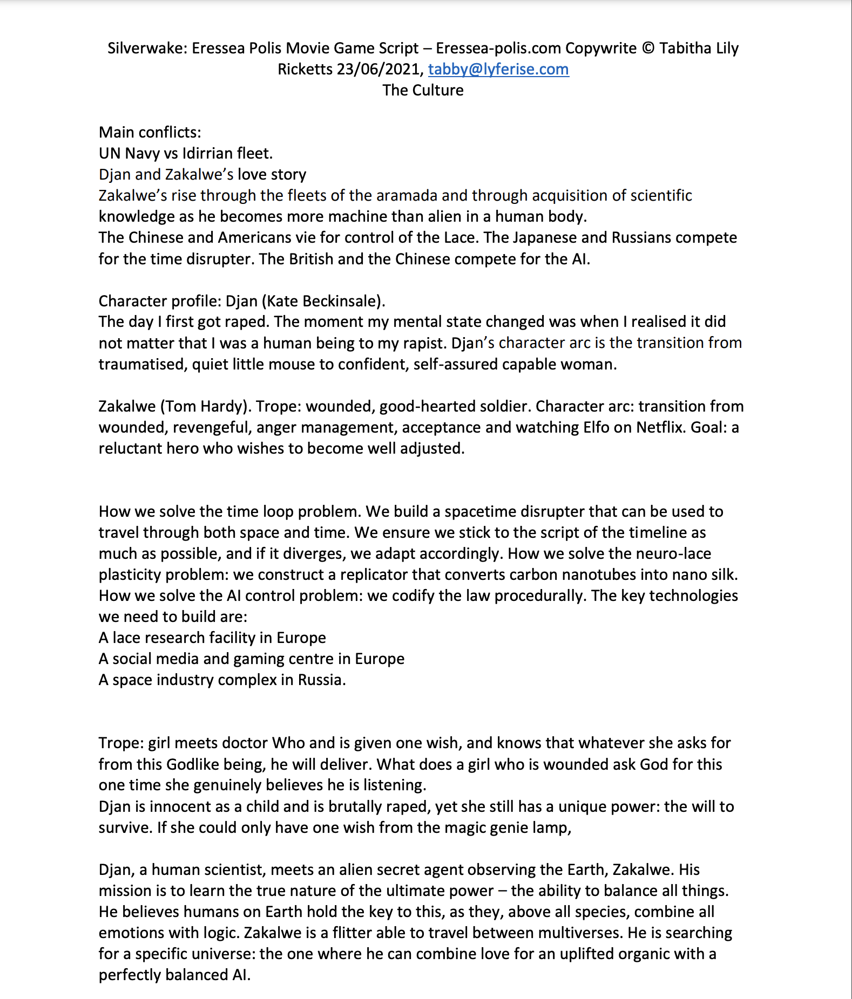 Silverwake: Eressea Polis Movie Game Script – Eressea-polis.com Copywrite © Tabitha Lily
Ricketts 23/06/2021, tabby@lyferise.com
The Culture
Main conflicts:
UN Navy vs Idirrian fleet.
Djan and Zakalwe’s love story
Zakalwe’s rise through the fleets of the aramada and through acquisition of scientific
knowledge as he becomes more machine than alien in a human body.
The Chinese and Americans vie for control of the Lace. The Japanese and Russians compete
for the time disrupter. The British and the Chinese compete for the AI.
Character profile: Djan (Kate Beckinsale).
The day I first got raped. The moment my mental state changed was when I realised it did
not matter that I was a human being to my rapist. Djan’s character arc is the transition from
traumatised, quiet little mouse to confident, self-assured capable woman.
Zakalwe (Tom Hardy). Trope: wounded, good-hearted soldier. Character arc: transition from
wounded, revengeful, anger management, acceptance and watching Elfo on Netflix. Goal: a
reluctant hero who wishes to become well adjusted.
How we solve the time loop problem. We build a spacetime disrupter that can be used to
travel through both space and time. We ensure we stick to the script of the timeline as
much as possible, and if it diverges, we adapt accordingly. How we solve the neuro-lace
plasticity problem: we construct a replicator that converts carbon nanotubes into nano silk.
How we solve the AI control problem: we codify the law procedurally. The key technologies
we need to build are:
A lace research facility in Europe
A social media and gaming centre in Europe
A space industry complex in Russia.
Trope: girl meets doctor Who and is given one wish, and knows that whatever she asks for
from this Godlike being, he will deliver. What does a girl who is wounded ask God for this
one time she genuinely believes he is listening.
Djan is innocent as a child and is brutally raped, yet she still has a unique power: the will to
survive. If she could only have one wish from the magic genie lamp,
Djan, a human scientist, meets an alien secret agent observing the Earth, Zakalwe. His
mission is to learn the true nature of the ultimate power – the ability to balance all things.
He believes humans on Earth hold the key to this, as they, above all species, combine all
emotions with logic. Zakalwe is a flitter able to travel between multiverses. He is searching
for a specific universe: the one where he can combine love for an uplifted organic with a
perfectly balanced AI.